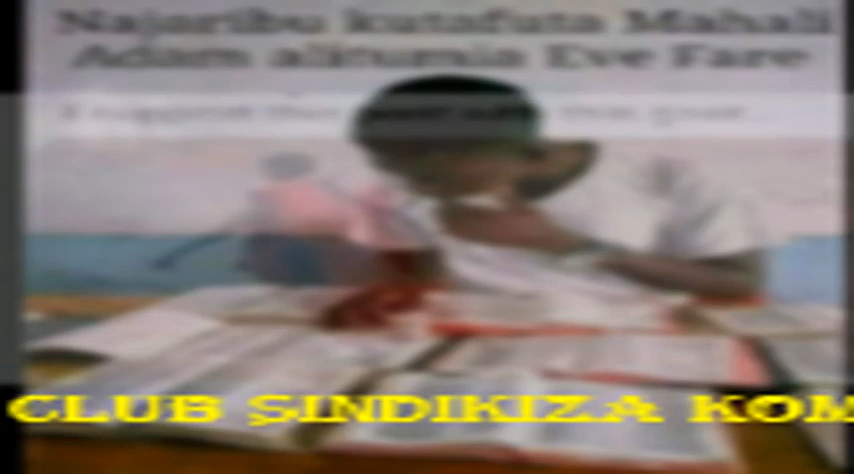 Najaribu kutafuta Mahali
Adam alitumia Eve Fare
CLUB SINDIKIZA KOM